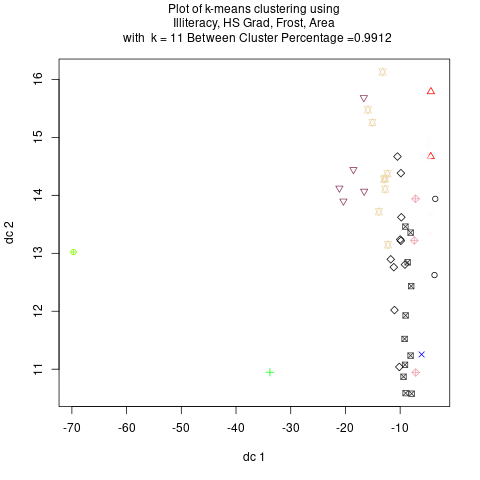 Plot of k-means clustering using
Illiteracy, HS Grad, Frost, Area
with k = 11 Between Cluster Percentage =0.9912
16
15
14
13
12
11
dc 2
-70
-60
-50
-40
-30
-20
-10
dc 1